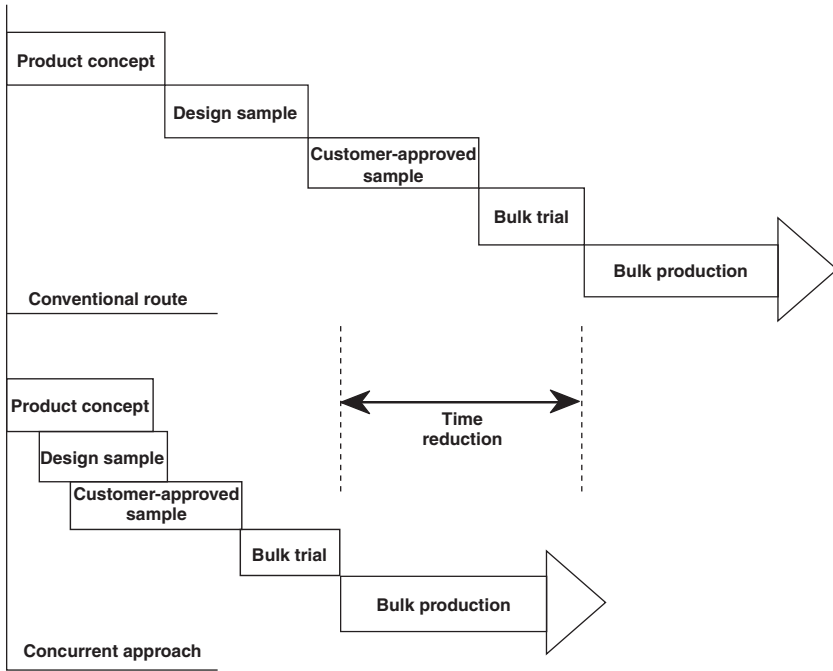 Product concept
Design sample
Customer-approved
sample
Bulk trial
Bulk production
Conventional route
Time
reduction
Product concept
Design sample
Customer-approved
sample
Bulk trial
Bulk production
Concurrent approach